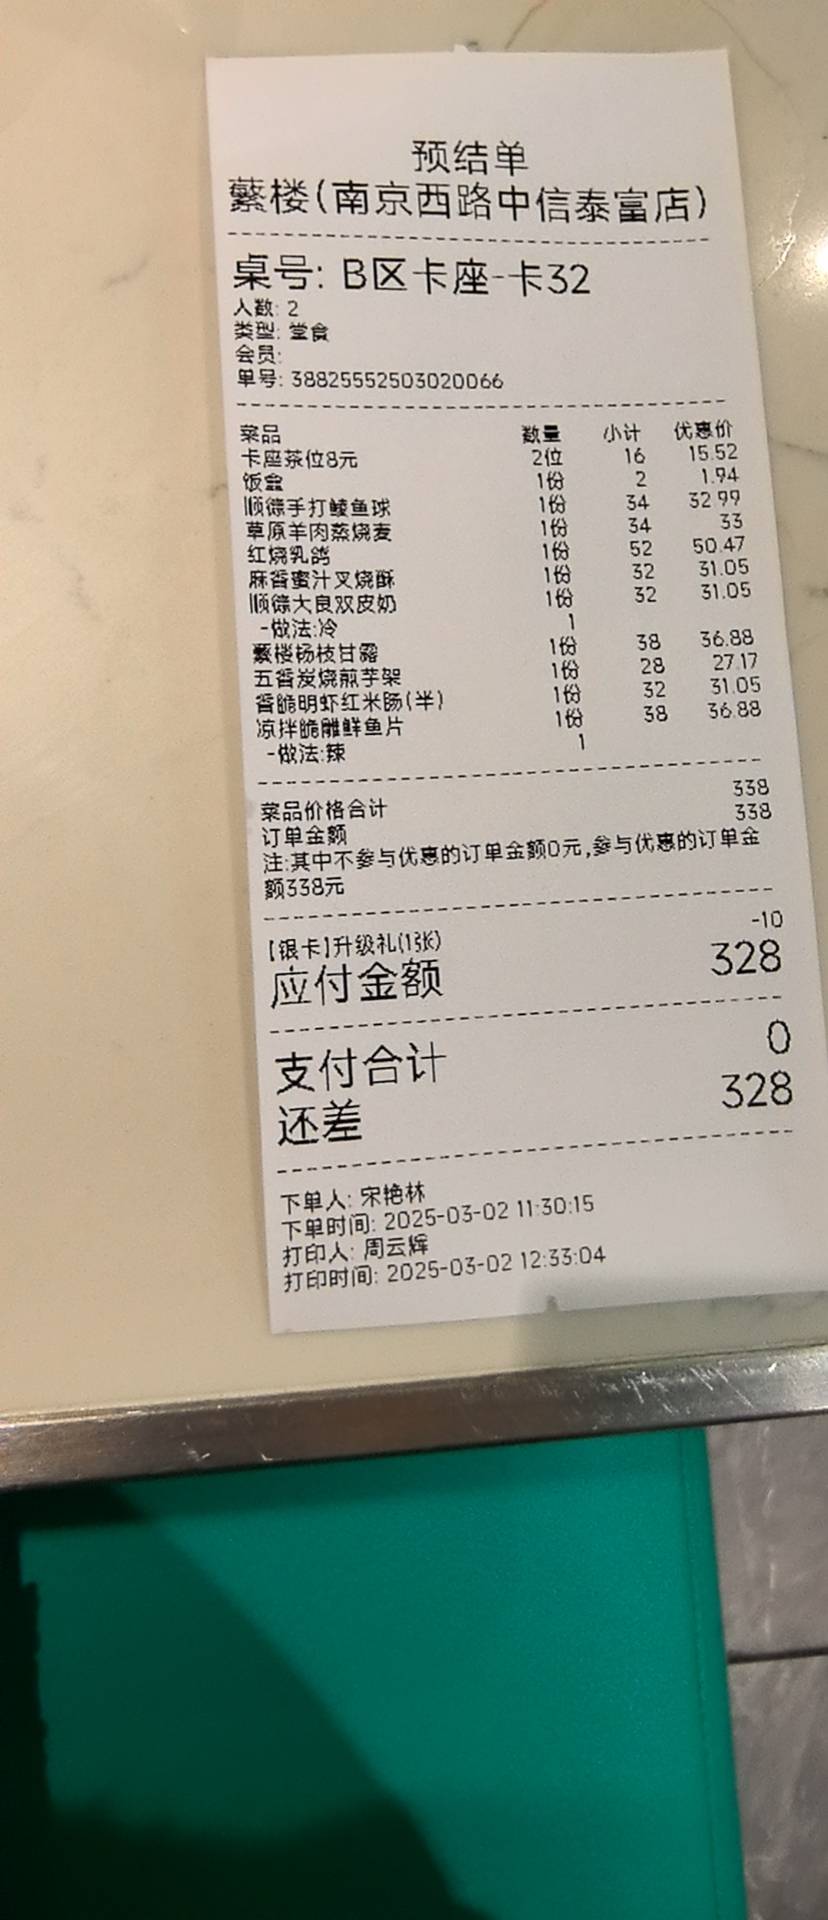 预结单
蘩楼(南京西路中信泰富店)
桌号: B区卡座-卡32
人数: 2
类型: 堂食
会员:
单号: 38825552503020066
菜品 数量 小计 优惠价
卡座茶位8元 2位 16 15.52
饭盒 1份 2 1.94
顺德手打鲮鱼球 1份 34 32.99
草原羊肉蒸烧麦 1份 34 33
红烧乳鸽 1份 52 50.47
麻香蜜汁叉烧酥 1份 32 31.05
顺德大良双皮奶 1份 32 31.05
-做法:冷 1
蘩楼杨枝甘露 1份 38 36.88
五香炭烧煎芋架 1份 28 27.17
香脆明虾红米肠(半) 1份 32 31.05
凉拌脆雕鲜鱼片 1份 38 36.88
-做法:辣 1
菜品价格合计 338
订单金额 338
注:其中不参与优惠的订单金额0元,参与优惠的订单金
额338元
【银卡】升级礼(1张) -10
应付金额 328
支付合计 0
还差 328
下单人: 宋艳林
下单时间: 2025-03-02 11:30:15
打印人: 周云辉
打印时间: 2025-03-02 12:33:04